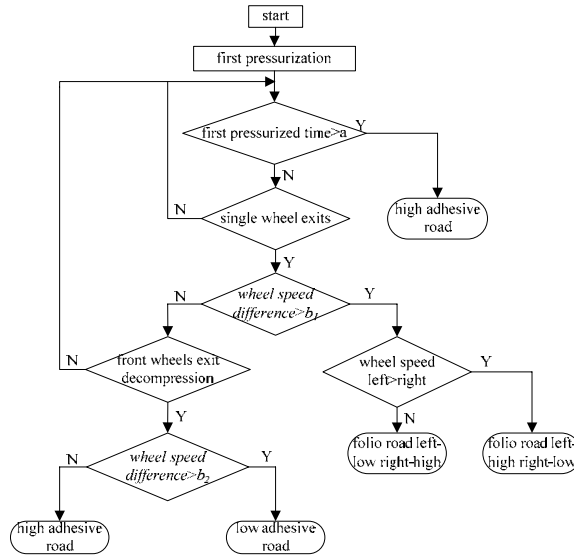 start
first pressurization
first pressurized time>a
Y
N
high adhesive
road
single wheel exits
N
Y
wheel speed
difference>b1
N
Y
front wheels exit
decompression
N
Y
wheel speed
left>right
Y
N
folio road left-
low right-high
folio road left-
high right-low
wheel speed
difference>b2
N
Y
high adhesive
road
low adhesive
road